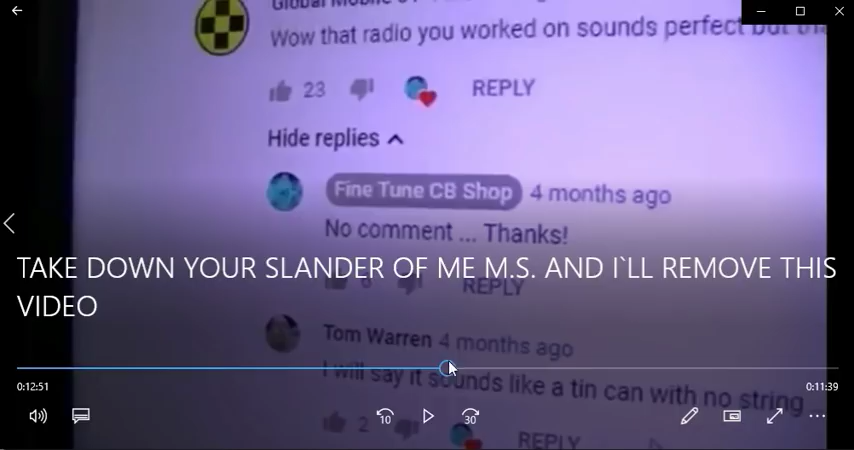 Global Mobile
Wow that radio you worked on sounds perfect but
23
REPLY
Hide replies
Fine Tune CB Shop 4 months ago
No comment ... Thanks!
TAKE DOWN YOUR SLANDER OF ME M.S. AND I`LL REMOVE THIS
VIDEO
6
REPLY
Tom Warren 4 months ago
I will say it sounds like a tin can with no string
0:12:51
0:11:39
10
30
2
REPLY